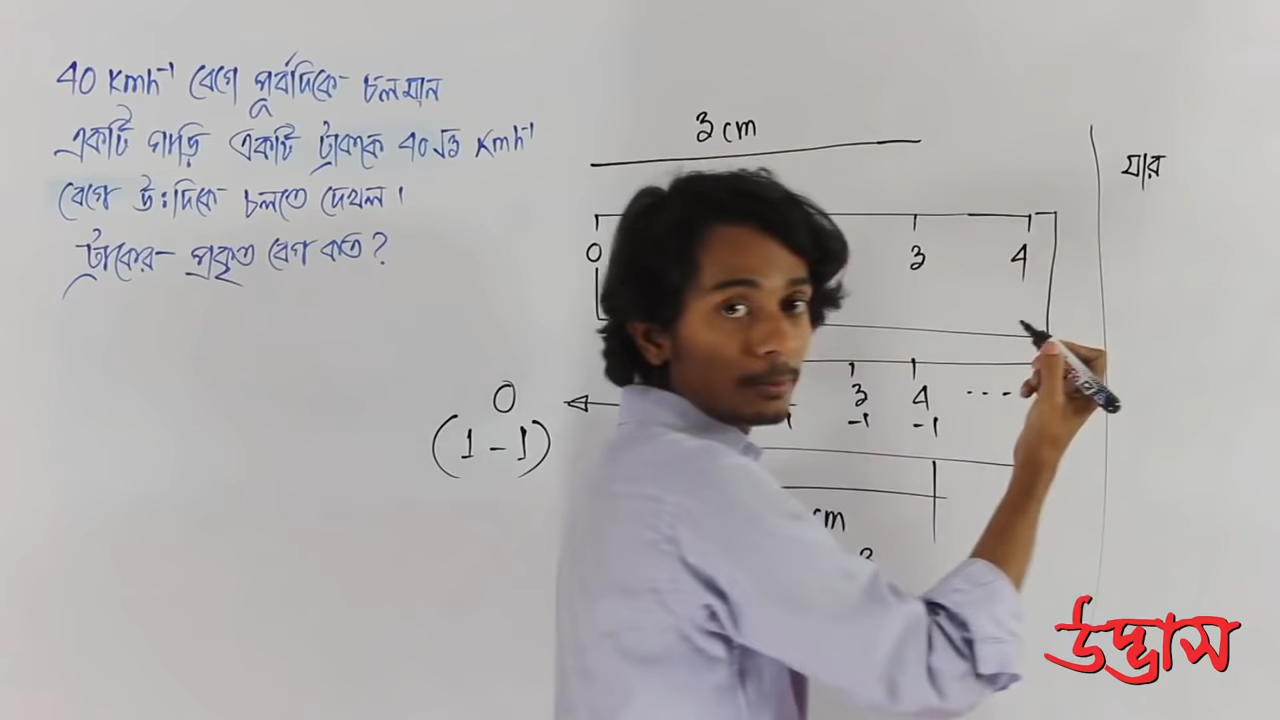 40 Kmh⁻¹ বেগে পূর্বদিকে চলমান
একটি গাড়ি একটি ট্রাককে 40√3 Kmh⁻¹
বেগে উঃদিকে চলতে দেখল।
ট্রাকের প্রকৃত বেগ কত?
3 cm
যার
0 3 4
0
3 4 ....
-1 -1
(1-1)
cm
উদ্ভাস